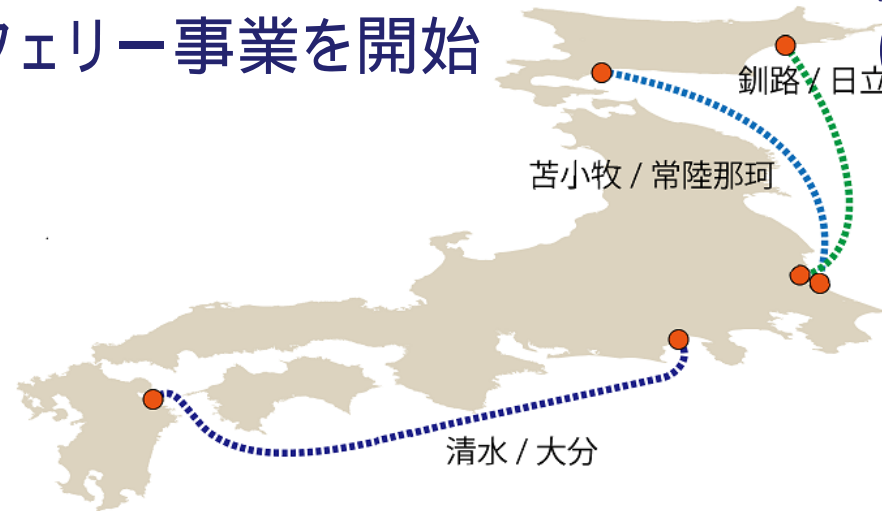 フェリー事業を開始
釧路 / 日立
苫小牧 / 常陸那珂
清水 / 大分